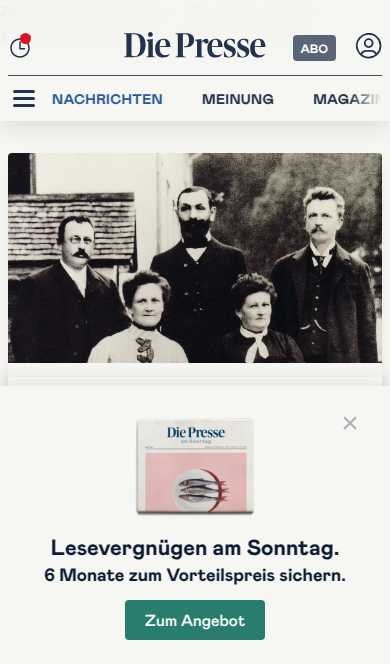 Die Presse
ABO
NACHRICHTEN MEINUNG MAGAZIN
Die Presse
am Sonntag
Lesevergnügen am Sonntag.
6 Monate zum Vorteilspreis sichern.
Zum Angebot